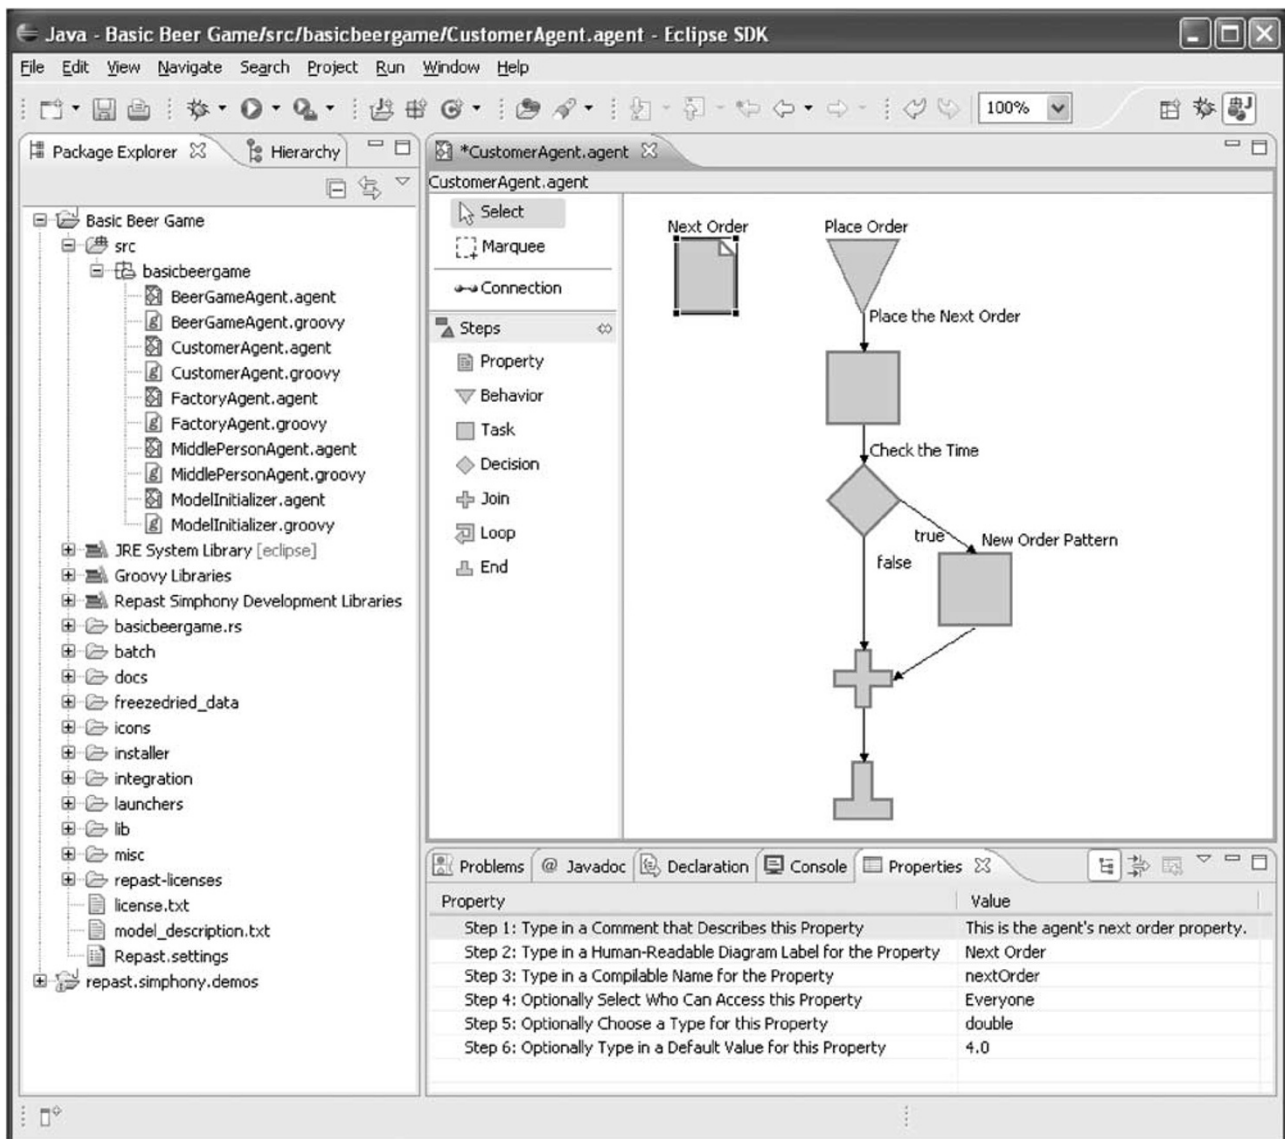 Java - Basic Beer Game/src/basicbeergame/CustomerAgent.agent - Eclipse SDK
File Edit View Navigate Search Project Run Window Help
100%
Package Explorer Hierarchy
Basic Beer Game
src
basicbeergame
BeerGameAgent.agent
BeerGameAgent.groovy
CustomerAgent.agent
CustomerAgent.groovy
FactoryAgent.agent
FactoryAgent.groovy
MiddlePersonAgent.agent
MiddlePersonAgent.groovy
ModelInitializer.agent
ModelInitializer.groovy
JRE System Library [eclipse]
Groovy Libraries
Repast Simphony Development Libraries
basicbeergame.rs
batch
docs
freezedried_data
icons
installer
integration
launchers
lib
misc
repast-licenses
license.txt
model_description.txt
Repast.settings
repast.simphony.demos
*CustomerAgent.agent
CustomerAgent.agent
Select
Marquee
Connection
Steps
Property
Behavior
Task
Decision
Join
Loop
End
Next Order
Place Order
Place the Next Order
Check the Time
true
New Order Pattern
false
Problems @ Javadoc Declaration Console Properties
Property Value
Step 1: Type in a Comment that Describes this Property This is the agent's next order property.
Step 2: Type in a Human-Readable Diagram Label for the Property Next Order
Step 3: Type in a Compilable Name for the Property nextOrder
Step 4: Optionally Select Who Can Access this Property Everyone
Step 5: Optionally Choose a Type for this Property double
Step 6: Optionally Type in a Default Value for this Property 4.0